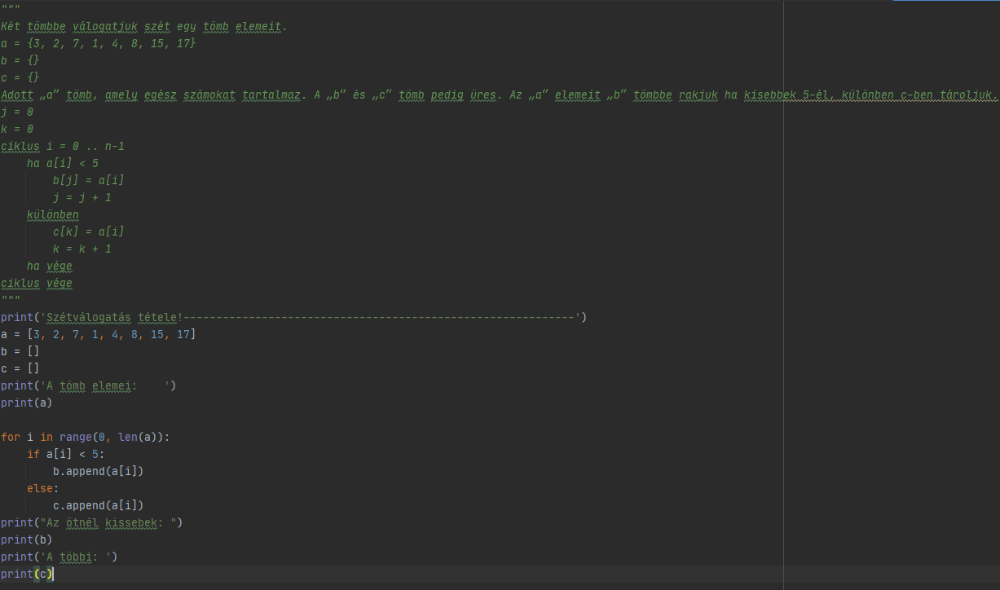 """
Két tömbbe válogatjuk szét egy tömb elemeit.
a = {3, 2, 7, 1, 4, 8, 15, 17}
b = {}
c = {}
Adott „a” tömb, amely egész számokat tartalmaz. A „b” és „c” tömb pedig üres. Az „a” elemeit „b” tömbbe rakjuk ha kisebbek 5-él, különben c-ben tároljuk.
j = 0
k = 0
ciklus i = 0 .. n-1
    ha a[i] < 5
        b[j] = a[i]
        j = j + 1
    különben
        c[k] = a[i]
        k = k + 1
    ha vége
ciklus vége
"""
print('Szétválogatás tétele!------------------------------------------------------------')
a = [3, 2, 7, 1, 4, 8, 15, 17]
b = []
c = []
print('A tömb elemei:    ')
print(a)

for i in range(0, len(a)):
    if a[i] < 5:
        b.append(a[i])
    else:
        c.append(a[i])
print("Az ötnél kissebek: ")
print(b)
print('A többi: ')
print(c)